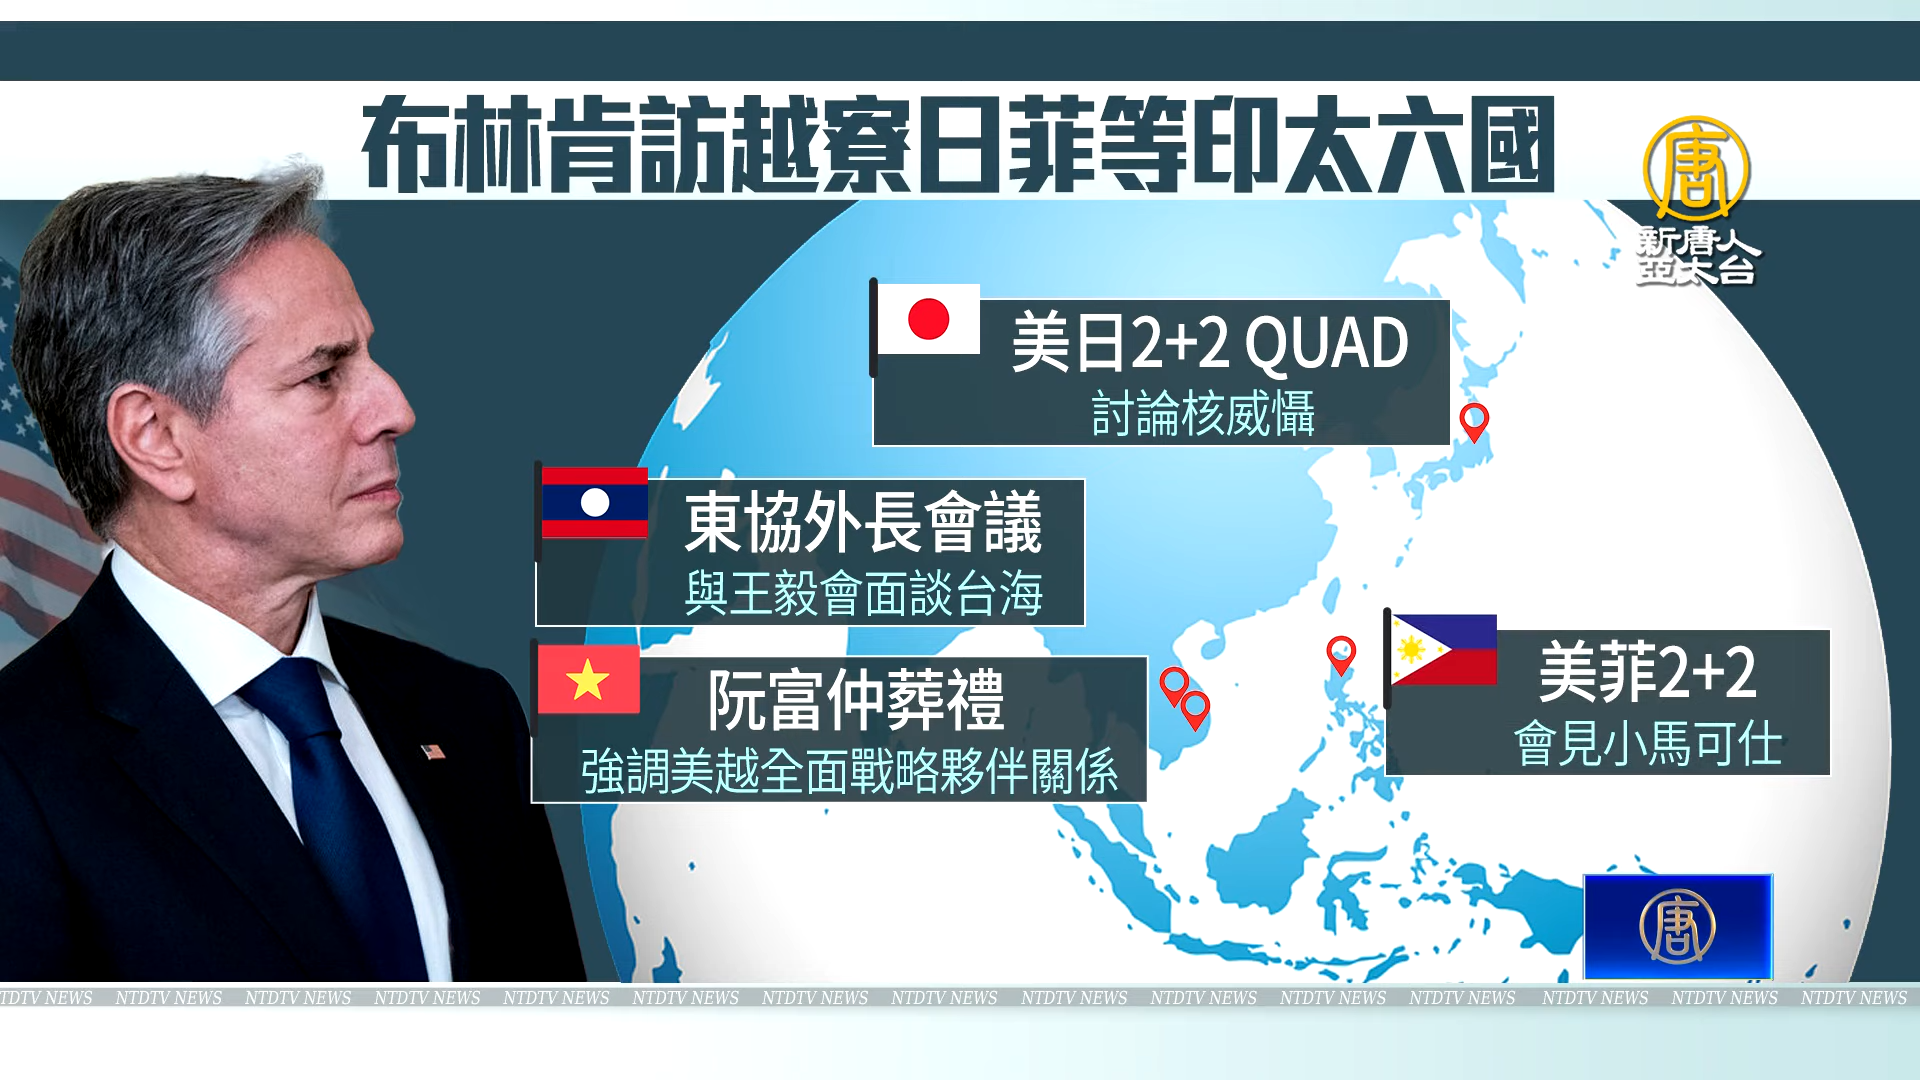 布林肯訪越寮日菲等印太六國
唐
新唐人
亞太台
美日2+2 QUAD
討論核威懾
東協外長會議
與王毅會面談台海
阮富仲葬禮
強調美越全面戰略夥伴關係
美菲2+2
會見小馬可仕
唐
NTDTV NEWS NTDTV NEWS NTDTV NEWS NTDTV NEWS NTDTV NEWS NTDTV NEWS NTDTV NEWS NTDTV NEWS NTDTV NEWS NTDTV NEWS NTDTV NEWS NTDTV NEWS NTDTV NEWS NTDTV NEWS NTDTV NEWS